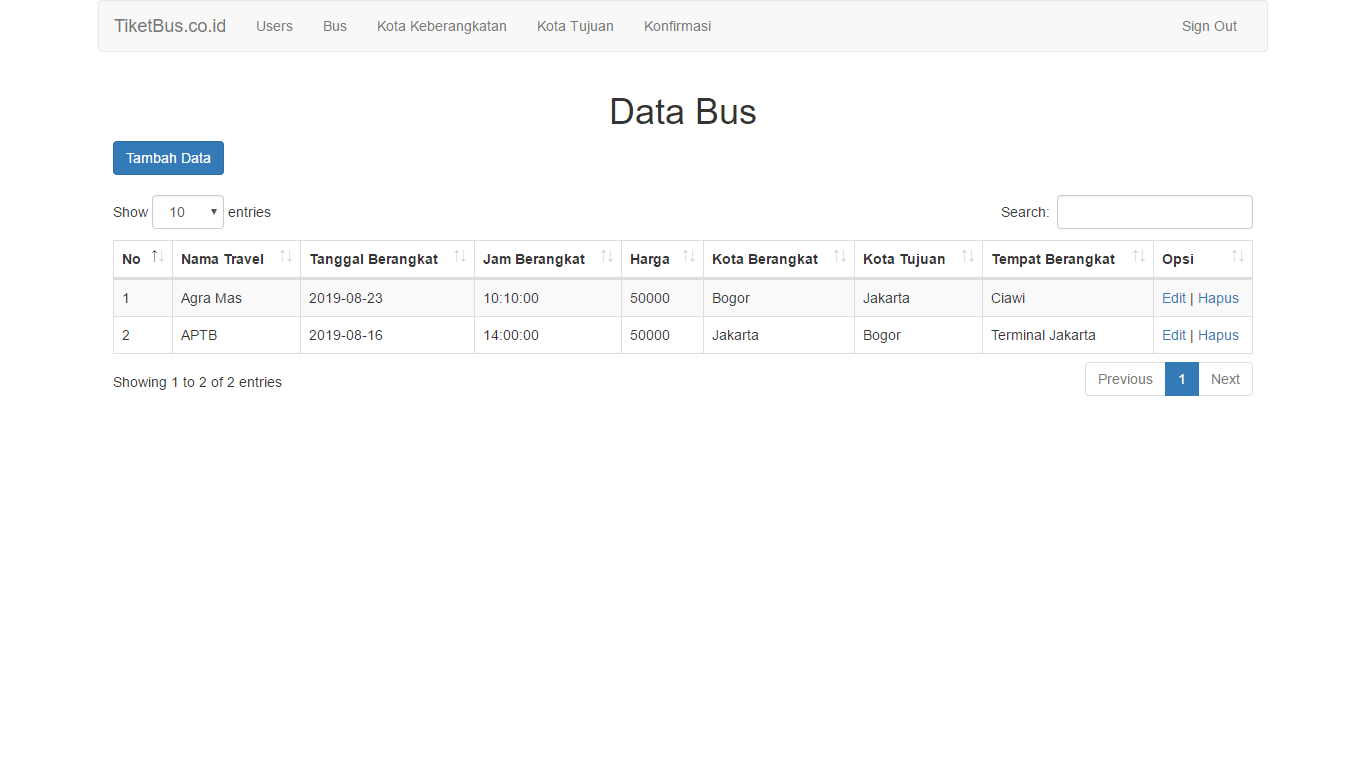 TiketBus.co.id Users Bus Kota Keberangkatan Kota Tujuan Konfirmasi Sign Out
Data Bus
Tambah Data
Show 10 entries Search:
No Nama Travel Tanggal Berangkat Jam Berangkat Harga Kota Berangkat Kota Tujuan Tempat Berangkat Opsi
1 Agra Mas 2019-08-23 10:10:00 50000 Bogor Jakarta Ciawi Edit | Hapus
2 APTB 2019-08-16 14:00:00 50000 Jakarta Bogor Terminal Jakarta Edit | Hapus
Showing 1 to 2 of 2 entries Previous 1 Next